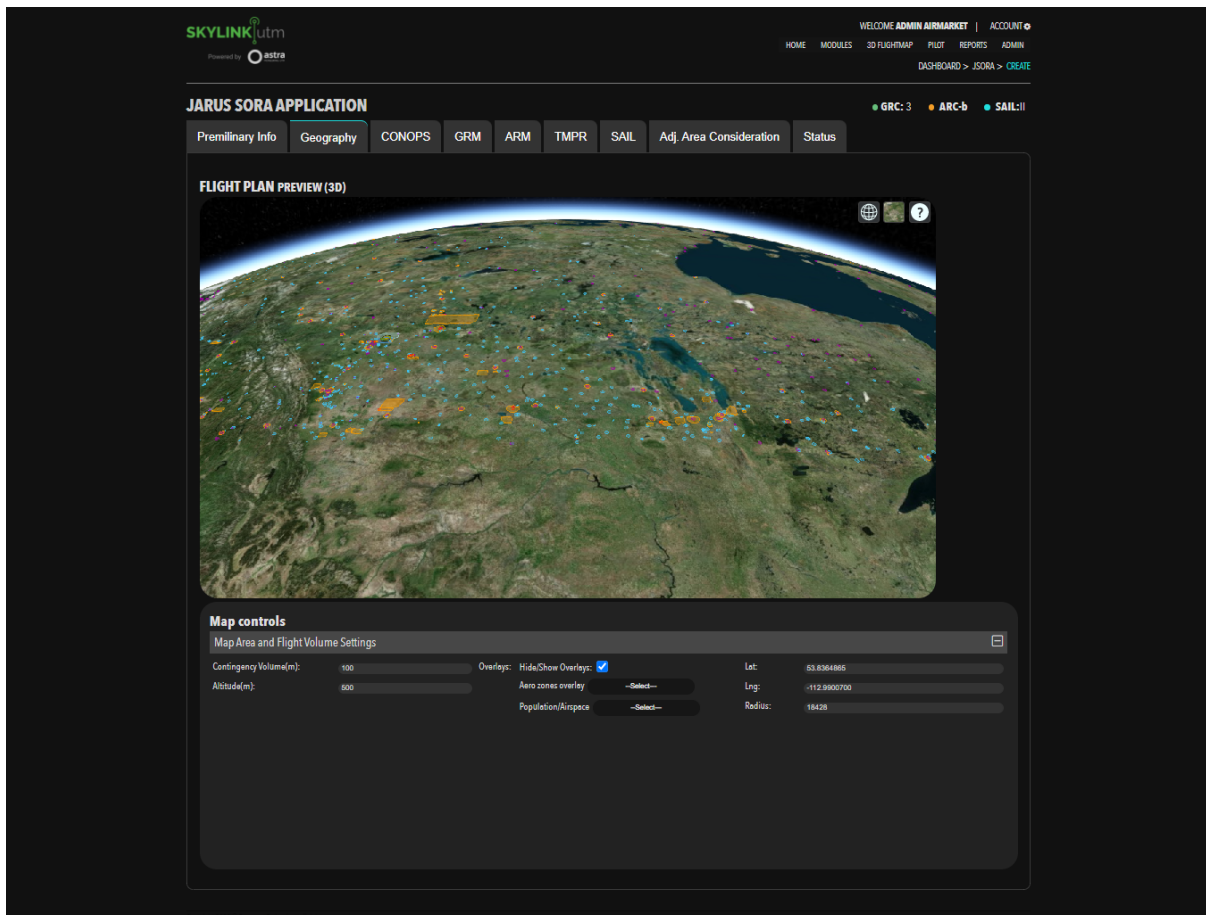 SKYLINK utm
Powered by astra
WELCOME ADMIN AIRMARKET | ACCOUNT
HOME MODULES 3D FLIGHTMAP PILOT REPORTS ADMIN
DASHBOARD > JSORA > CREATE
JARUS SORA APPLICATION
GRC: 3 ARC-b SAIL:II
Premilinary Info Geography CONOPS GRM ARM TMPR SAIL Adj. Area Consideration Status
FLIGHT PLAN PREVIEW (3D)
?
Map controls
Map Area and Flight Volume Settings
Contingency Volume(m): 100 Overlays: Hide/Show Overlays: Lat: 53.8364865
Altitude(m): 500 Aero zones overlay --Select-- Lng: -112.9900700
Population/Airspace --Select-- Radius: 18428